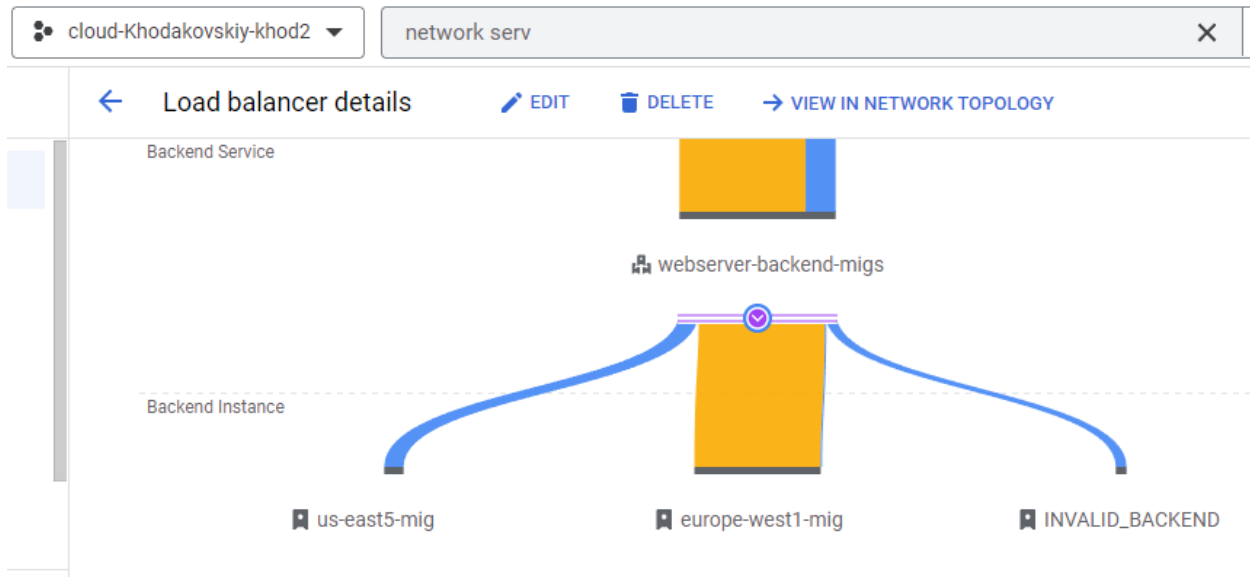 cloud-Khodakovskiy-khod2 network serv
Load balancer details EDIT DELETE VIEW IN NETWORK TOPOLOGY
Backend Service
webserver-backend-migs
Backend Instance
us-east5-mig europe-west1-mig INVALID_BACKEND